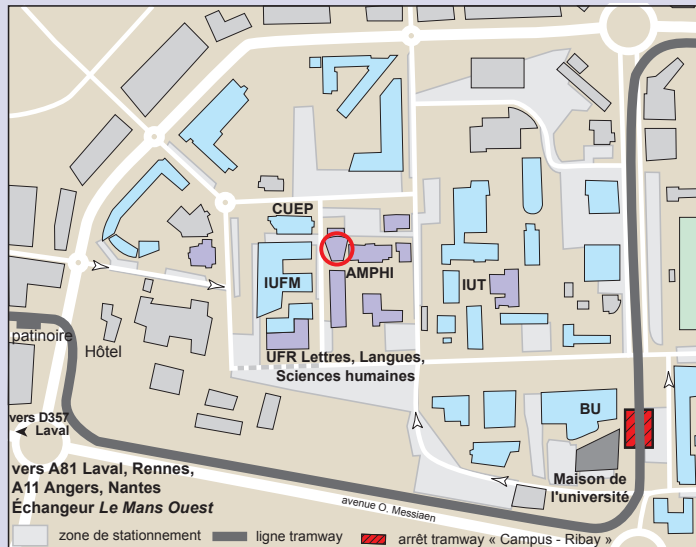 CUEP
AMPHI
IUFM
IUT
patinoire
Hôtel
UFR Lettres, Langues,
Sciences humaines
BU
vers D357
Laval
Maison de
l'université
vers A81 Laval, Rennes,
A11 Angers, Nantes
Échangeur Le Mans Ouest
avenue O. Messiaen
zone de stationnement
ligne tramway
arrêt tramway « Campus - Ribay »